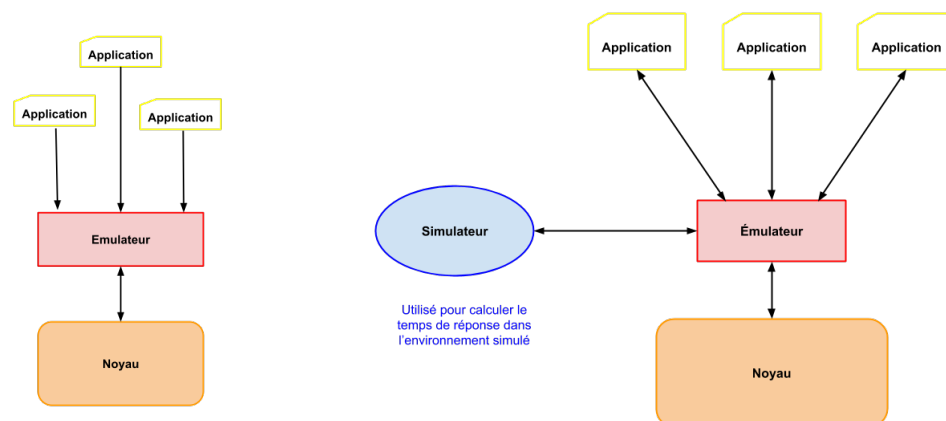 Application
Application
Application
Emulateur
Noyau
Application
Application
Application
Simulateur
Émulateur
Utilisé pour calculer le
temps de réponse dans
l'environnement simulé
Noyau